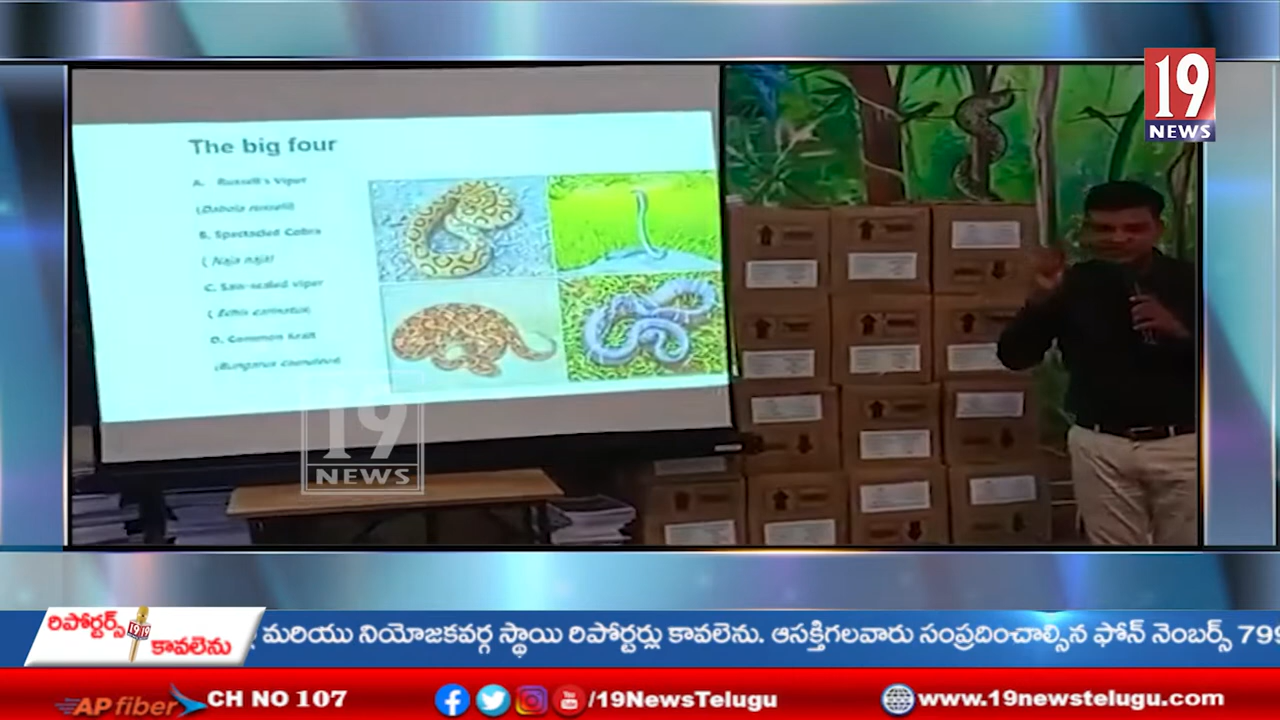 19
NEWS
The big four
A. Russell's Viper
(Daboia russelii)
B. Spectacled Cobra
( Naja naja)
C. Saw-scaled viper
( Echis carinatus)
D. Common krait
(Bungarus caeruleus)
19
NEWS
రిపోర్టర్స్
19 19
కావలెను
మరియు నియోజకవర్గ స్థాయి రిపోర్టర్లు కావలెను. ఆసక్తిగలవారు సంప్రదించాల్సిన ఫోన్ నెంబర్స్ 799
AP fiber CH NO 107
/19NewsTelugu
www.19newstelugu.com